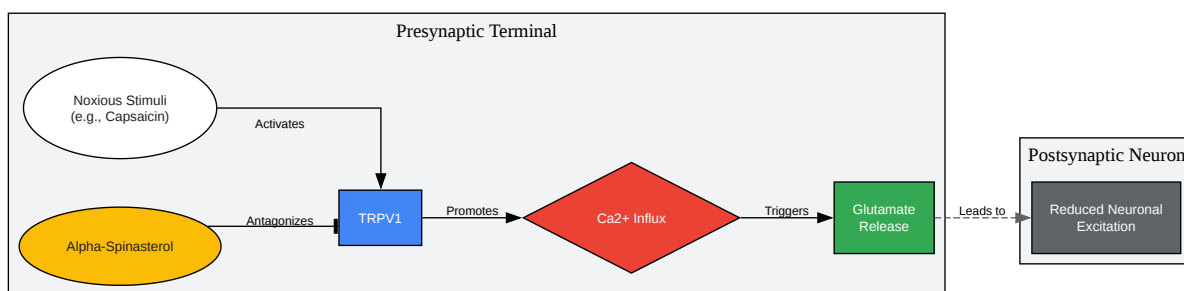 Presynaptic Terminal
Noxious Stimuli
(e.g., Capsaicin)
Activates
Postsynaptic Neuron
Alpha-Spinasterol
Antagonizes
TRPV1
Promotes
Ca2+ Influx
Triggers
Glutamate
Release
Leads to
Reduced Neuronal
Excitation